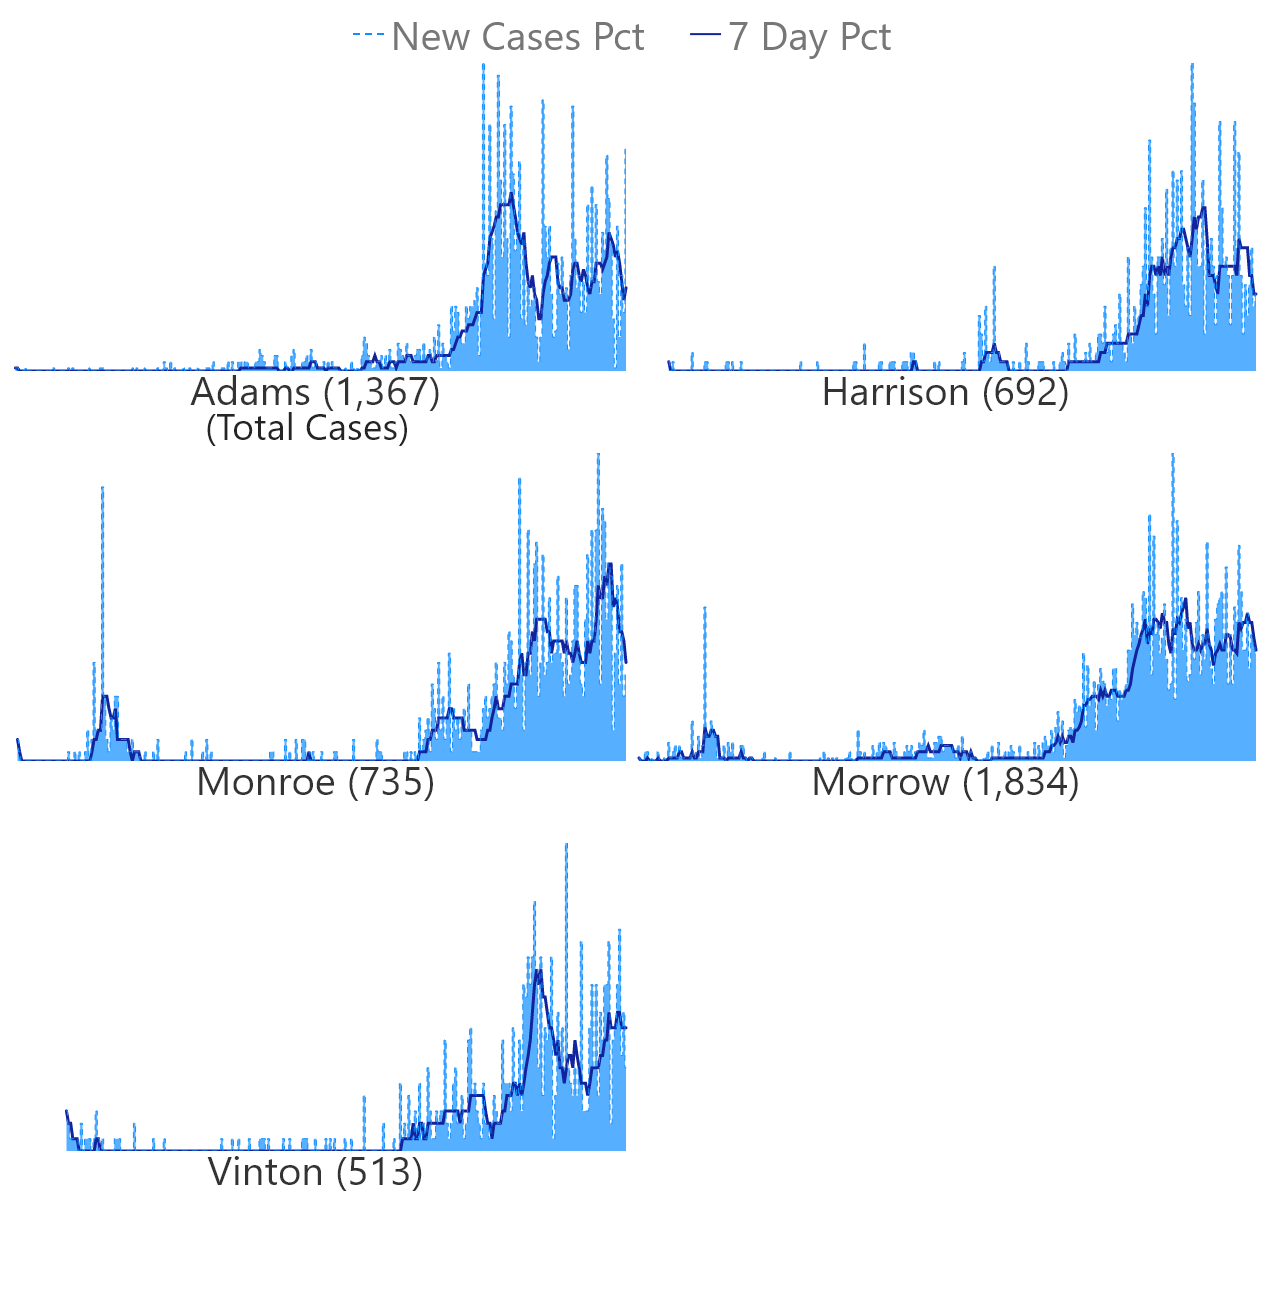 New Cases Pct 7 Day Pct
Adams (1,367)
(Total Cases)
Harrison (692)
Monroe (735)
Morrow (1,834)
Vinton (513)